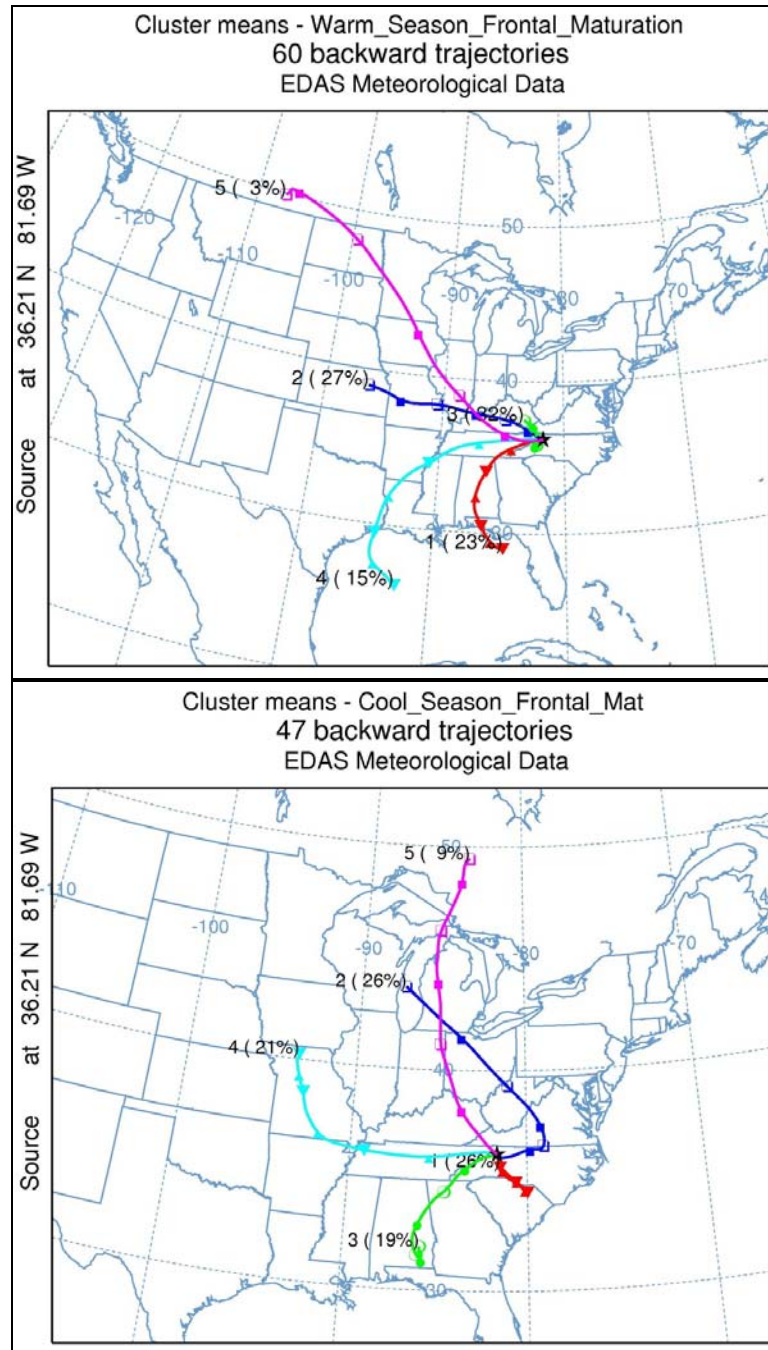 Cluster means - Warm_Season_Frontal_Maturation
60 backward trajectories
EDAS Meteorological Data
Source at 36.21 N 81.69 W
5 ( 3%)
-120
-110
50
-100
-90
-80
-70
2 ( 27%)
40
3 ( 32%)
30
1 ( 23%)
4 ( 15%)
Cluster means - Cool_Season_Frontal_Mat
47 backward trajectories
EDAS Meteorological Data
Source at 36.21 N 81.69 W
50
5 ( 9%)
-110
-100
-90
-80
-70
2 ( 26%)
4 ( 21%)
40
1 ( 26%)
3 ( 19%)
30